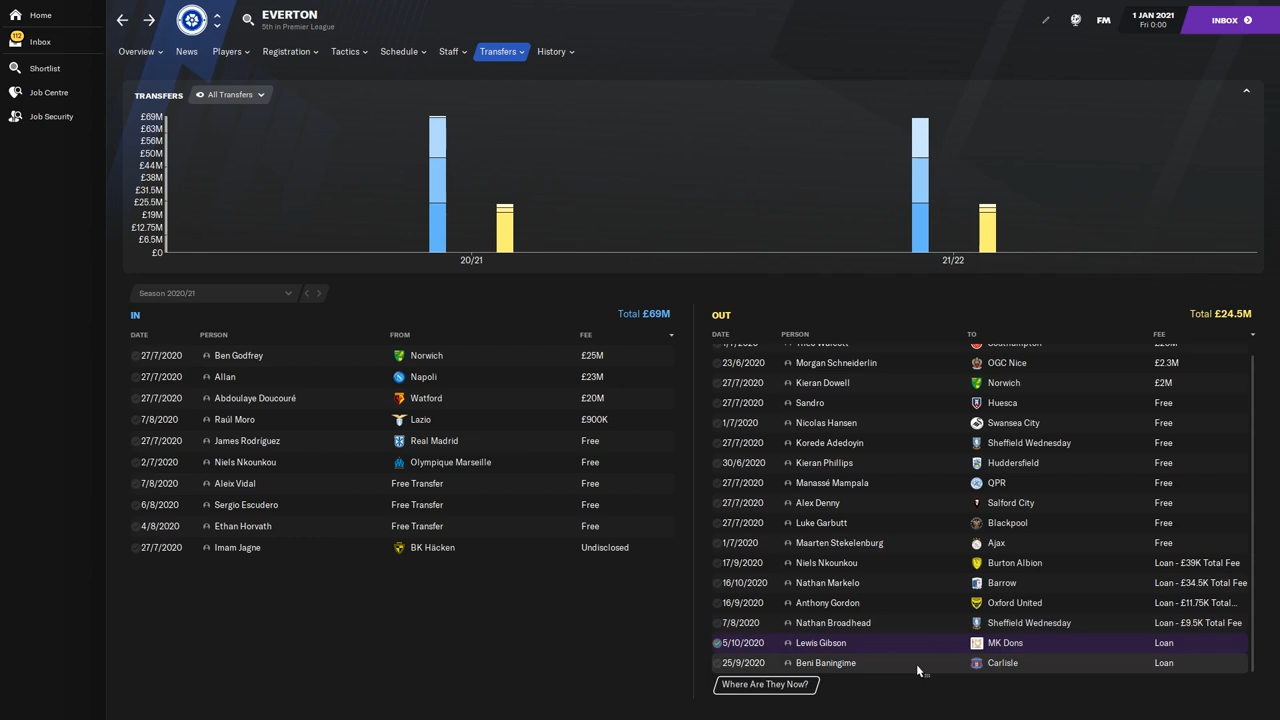 Home
EVERTON
5th in Premier League
FM
1 JAN 2021
Fri 0:00
INBOX
112
Inbox
Overview
News
Players
Registration
Tactics
Schedule
Staff
Transfers
History
Shortlist
Job Centre
Job Security
TRANSFERS
All Transfers
£69M
£63M
£56M
£50M
£44M
£38M
£31.5M
£25.5M
£19M
£12.75M
£6.5M
£0
20/21
21/22
Season 2020/21
IN
Total £69M
DATE PERSON FROM FEE
27/7/2020 Ben Godfrey Norwich £25M
27/7/2020 Allan Napoli £23M
27/7/2020 Abdoulaye Doucouré Watford £20M
7/8/2020 Raúl Moro Lazio £900K
27/7/2020 James Rodríguez Real Madrid Free
2/7/2020 Niels Nkounkou Olympique Marseille Free
7/8/2020 Aleix Vidal Free Transfer Free
6/8/2020 Sergio Escudero Free Transfer Free
4/8/2020 Ethan Horvath Free Transfer Free
27/7/2020 Imam Jagne BK Häcken Undisclosed
OUT
Total £24.5M
DATE PERSON TO FEE
23/6/2020 Morgan Schneiderlin OGC Nice £2.3M
27/7/2020 Kieran Dowell Norwich £2M
27/7/2020 Sandro Huesca Free
1/7/2020 Nicolas Hansen Swansea City Free
27/7/2020 Korede Adedoyin Sheffield Wednesday Free
30/6/2020 Kieran Phillips Huddersfield Free
27/7/2020 Manassé Mampala QPR Free
27/7/2020 Alex Denny Salford City Free
27/7/2020 Luke Garbutt Blackpool Free
1/7/2020 Maarten Stekelenburg Ajax Free
17/9/2020 Niels Nkounkou Burton Albion Loan - £39K Total Fee
16/10/2020 Nathan Markelo Barrow Loan - £34.5K Total Fee
16/9/2020 Anthony Gordon Oxford United Loan - £11.75K Total...
7/8/2020 Nathan Broadhead Sheffield Wednesday Loan - £9.5K Total Fee
5/10/2020 Lewis Gibson MK Dons Loan
25/9/2020 Beni Baningime Carlisle Loan
Where Are They Now?